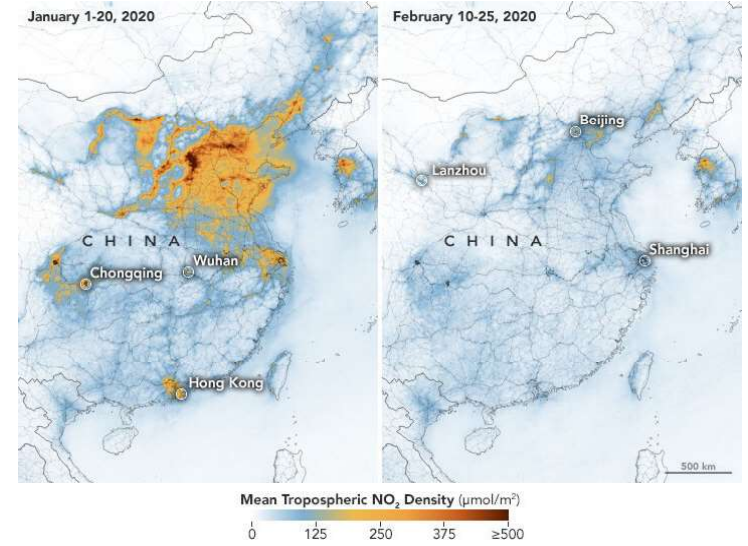 January 1-20, 2020
February 10-25, 2020
Beijing
Lanzhou
CHINA
CHINA
Wuhan
Shanghai
Chongqing
Hong Kong
500 km
Mean Tropospheric NO₂ Density (µmol/m²)
0 125 250 375 ≥500